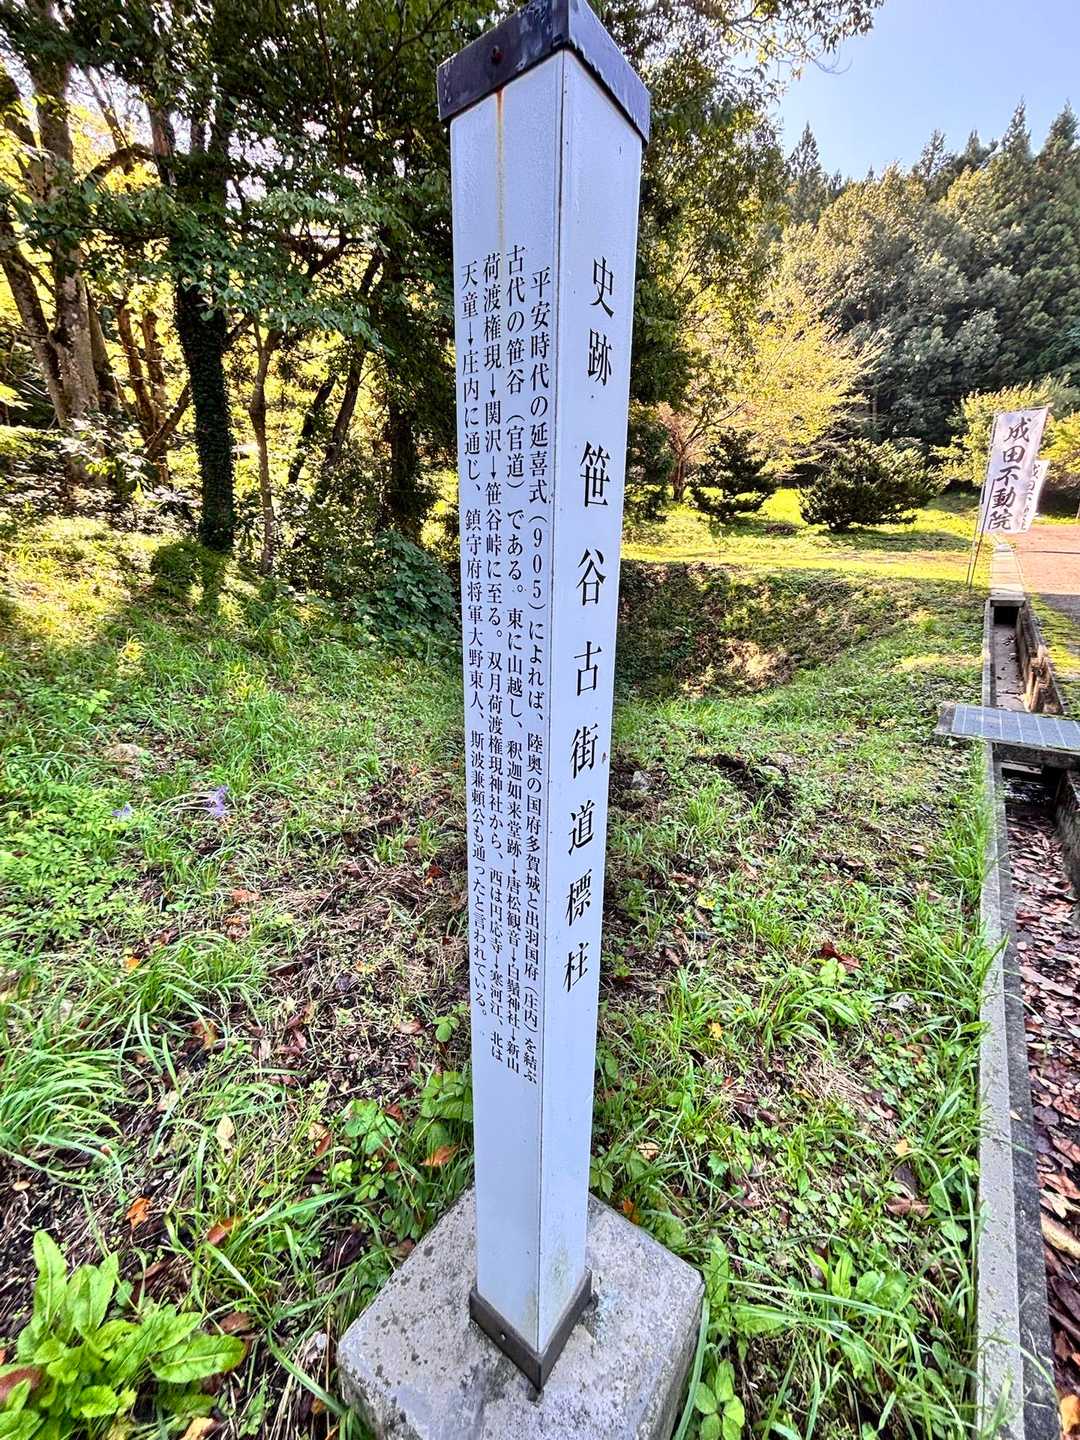 史跡 笹谷古街道標柱
平安時代の延喜式(905)によれば、陸奥の国府多賀城と出羽国府(庄内)を結ぶ
古代の笹谷(官道)である。東に山越し、釈迦如来堂跡→唐松観音→白髭神社→新山
荷渡権現→関沢→笹谷峠に至る。双月荷渡権現神社から、西は円応寺→寒河江、北は
天童→庄内に通じ、鎮守府将軍大野東人、斯波兼頼公も通ったと言われている。
成田不動院